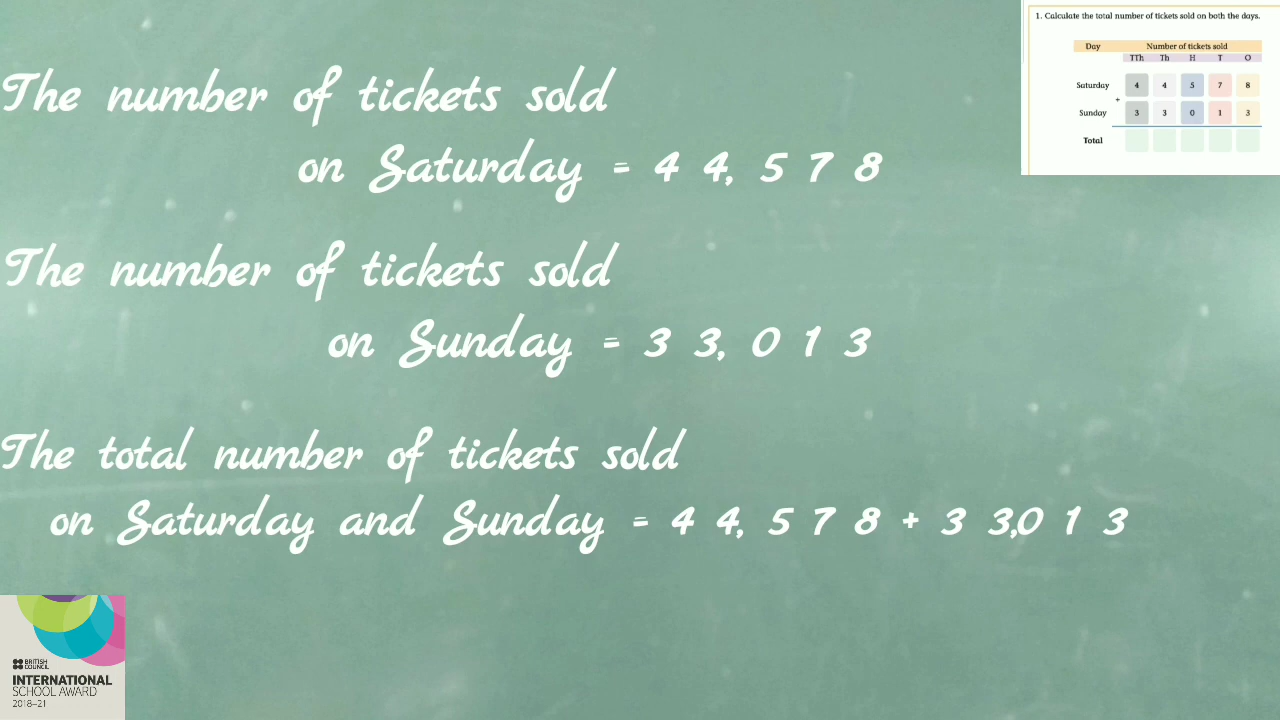 The number of tickets sold
on Saturday = 4 4, 5 7 8
The number of tickets sold
on Sunday = 3 3, 0 1 3
The total number of tickets sold
on Saturday and Sunday = 4 4, 5 7 8 + 3 3,0 1 3
1. Calculate the total number of tickets sold on both the days.
Day Number of tickets sold
TTh Th H T O
Saturday 4 4 5 7 8
+
Sunday 3 3 0 1 3
Total
BRITISH
COUNCIL
INTERNATIONAL
SCHOOL AWARD
2018–21